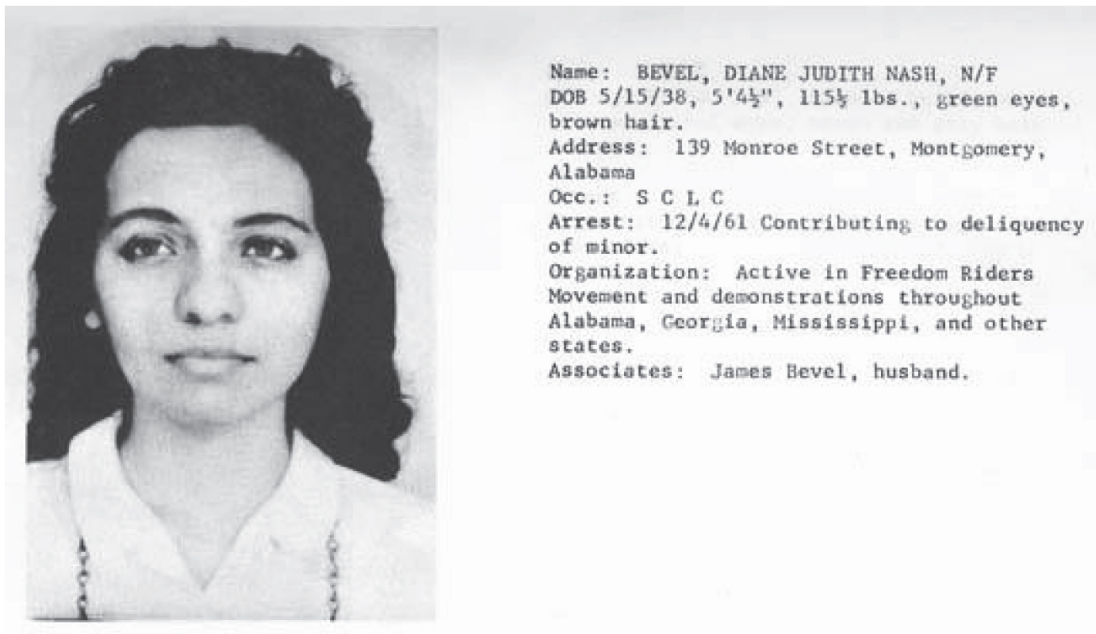 Name: BEVEL, DIANE JUDITH NASH, N/F
DOB 5/15/38, 5'4½", 115½ lbs., green eyes,
brown hair.
Address: 139 Monroe Street, Montgomery,
Alabama
Occ.: S C L C
Arrest: 12/4/61 Contributing to deliquency
of minor.
Organization: Active in Freedom Riders
Movement and demonstrations throughout
Alabama, Georgia, Mississippi, and other
states.
Associates: James Bevel, husband.